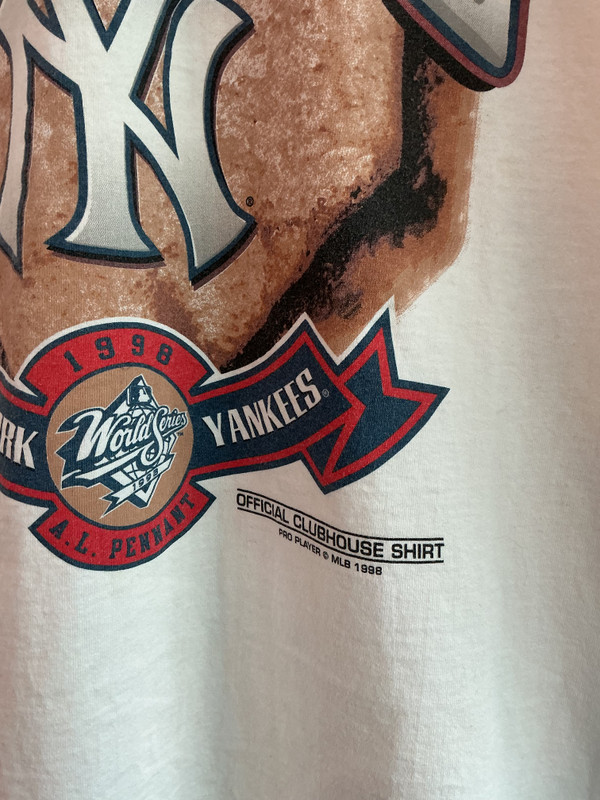 NY
®
1998
World Series
1998
RK YANKEES®
A.L. PENNANT
OFFICIAL CLUBHOUSE SHIRT
PRO PLAYER © MLB 1998